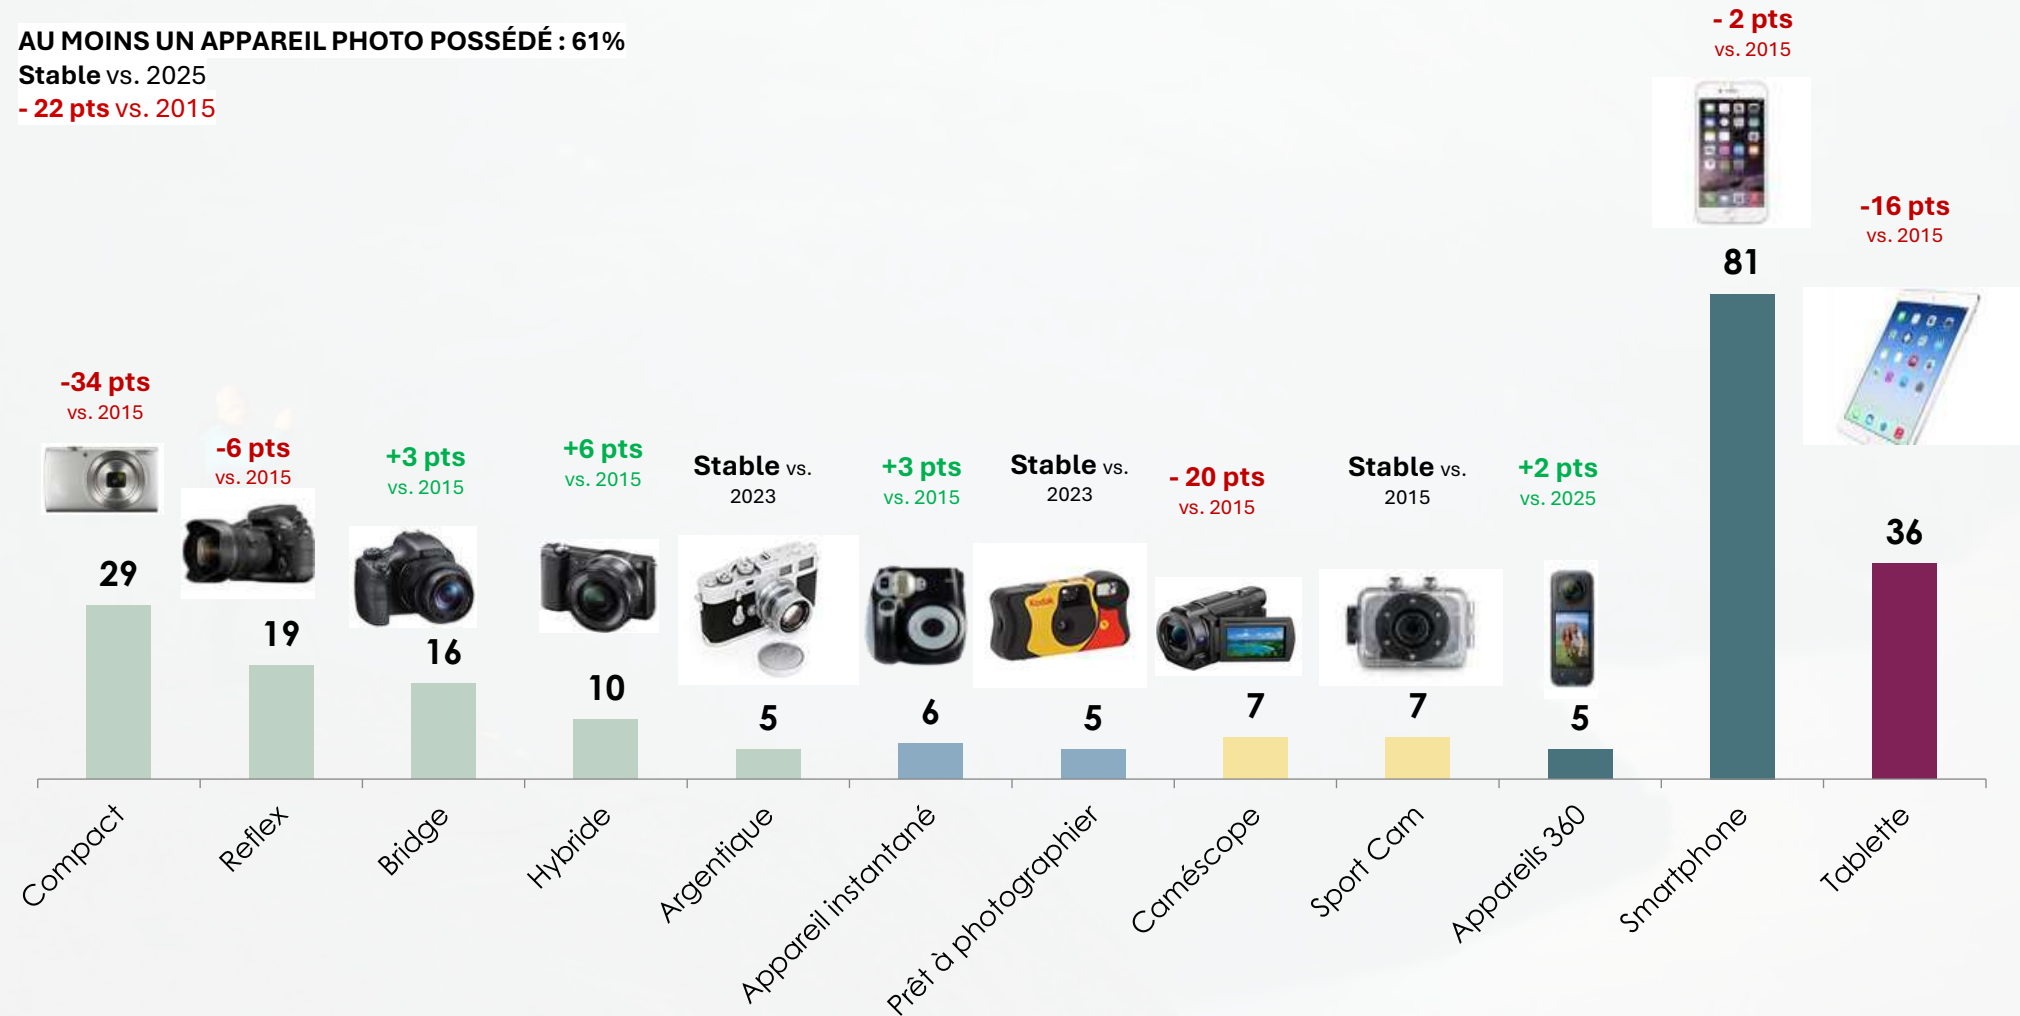 AU MOINS UN APPAREIL PHOTO POSSÉDÉ : 61%
Stable vs. 2025
- 22 pts vs. 2015
- 2 pts
vs. 2015
-16 pts
vs. 2015
81
-34 pts
vs. 2015
-6 pts
vs. 2015
+3 pts
vs. 2015
+6 pts
vs. 2015
Stable vs.
2023
+3 pts
vs. 2015
Stable vs.
2023
- 20 pts
vs. 2015
Stable vs.
2015
+2 pts
vs. 2025
36
29
19
16
10
5
6
Kodak
5
7
7
5
Compact
Reflex
Bridge
Hybride
Argentique
Appareil instantané
Prêt à photographier
Caméscope
Sport Cam
Appareils 360
Smartphone
Tablette